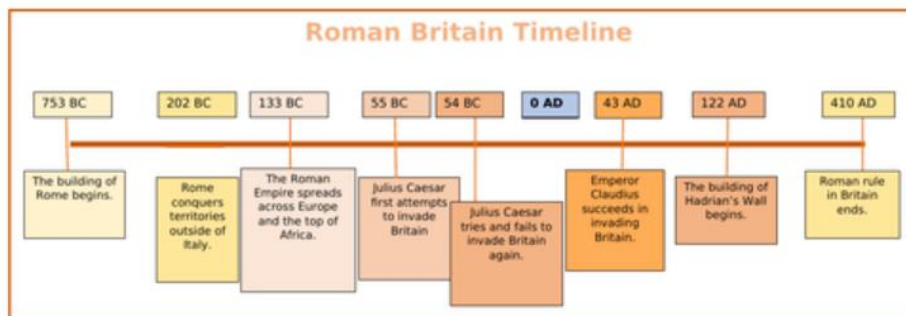 Roman Britain Timeline
753 BC
202 BC
133 BC
55 BC
54 BC
0 AD
43 AD
122 AD
410 AD
The building of
Rome begins.
Rome
conquers
territories
outside of
Italy.
The Roman
Empire spreads
across Europe
and the top of
Africa.
Julius Caesar
first attempts
to invade
Britain
Julius Caesar
tries and fails to
invade Britain
again.
Emperor
Claudius
succeeds in
invading
Britain.
The building of
Hadrian's Wall
begins.
Roman rule
in Britain
ends.